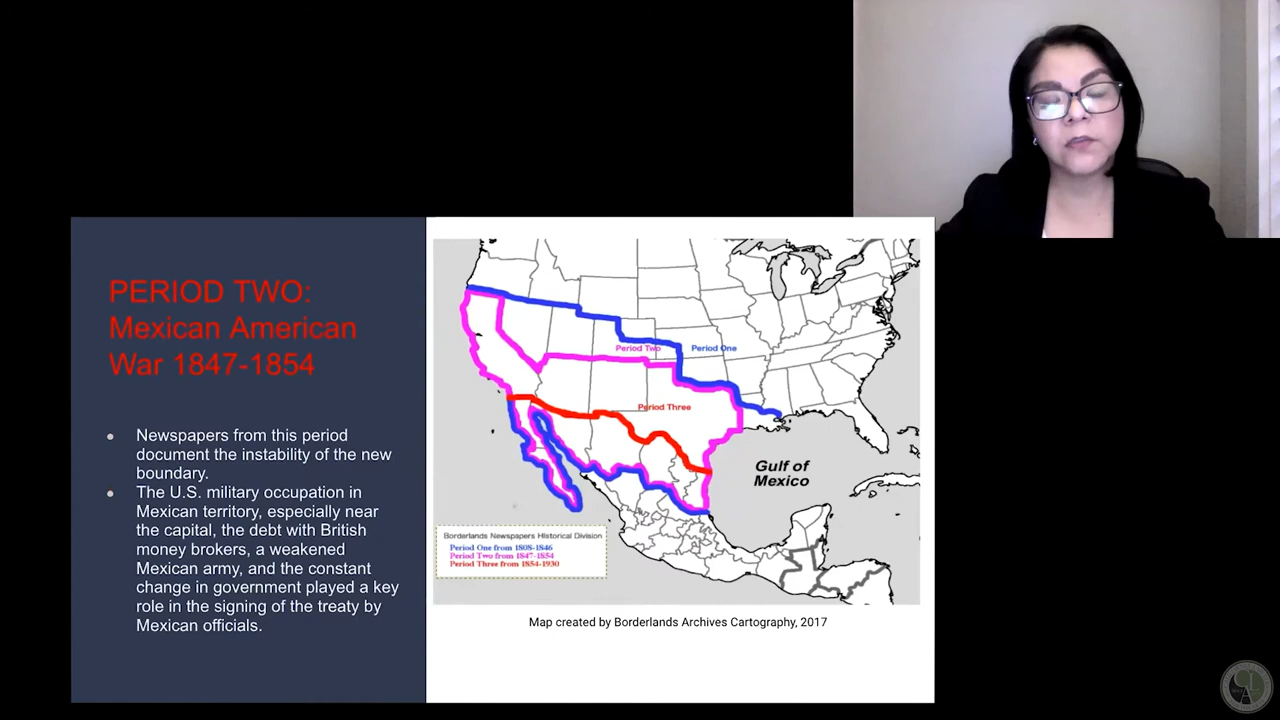 PERIOD TWO:
Mexican American
War 1847-1854
● Newspapers from this period
document the instability of the new
boundary.
● The U.S. military occupation in
Mexican territory, especially near
the capital, the debt with British
money brokers, a weakened
Mexican army, and the constant
change in government played a key
role in the signing of the treaty by
Mexican officials.
Period Two
Period One
Period Three
Gulf of
Mexico
Borderlands Newspapers Historical Division
Period One from 1808-1846
Period Two from 1847-1854
Period Three from 1854-1930
Map created by Borderlands Archives Cartography, 2017